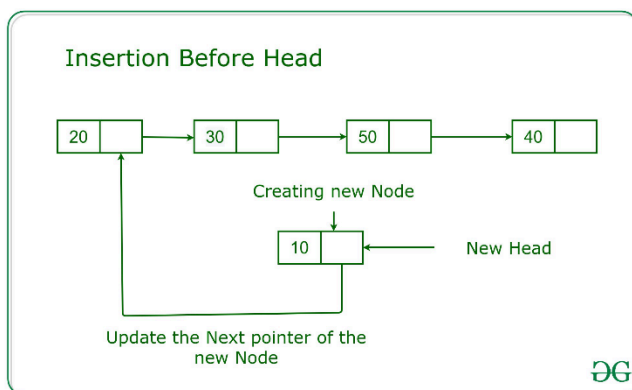 Insertion Before Head
20 30 50 40
Creating new Node
10
New Head
Update the Next pointer of the
new Node
GG